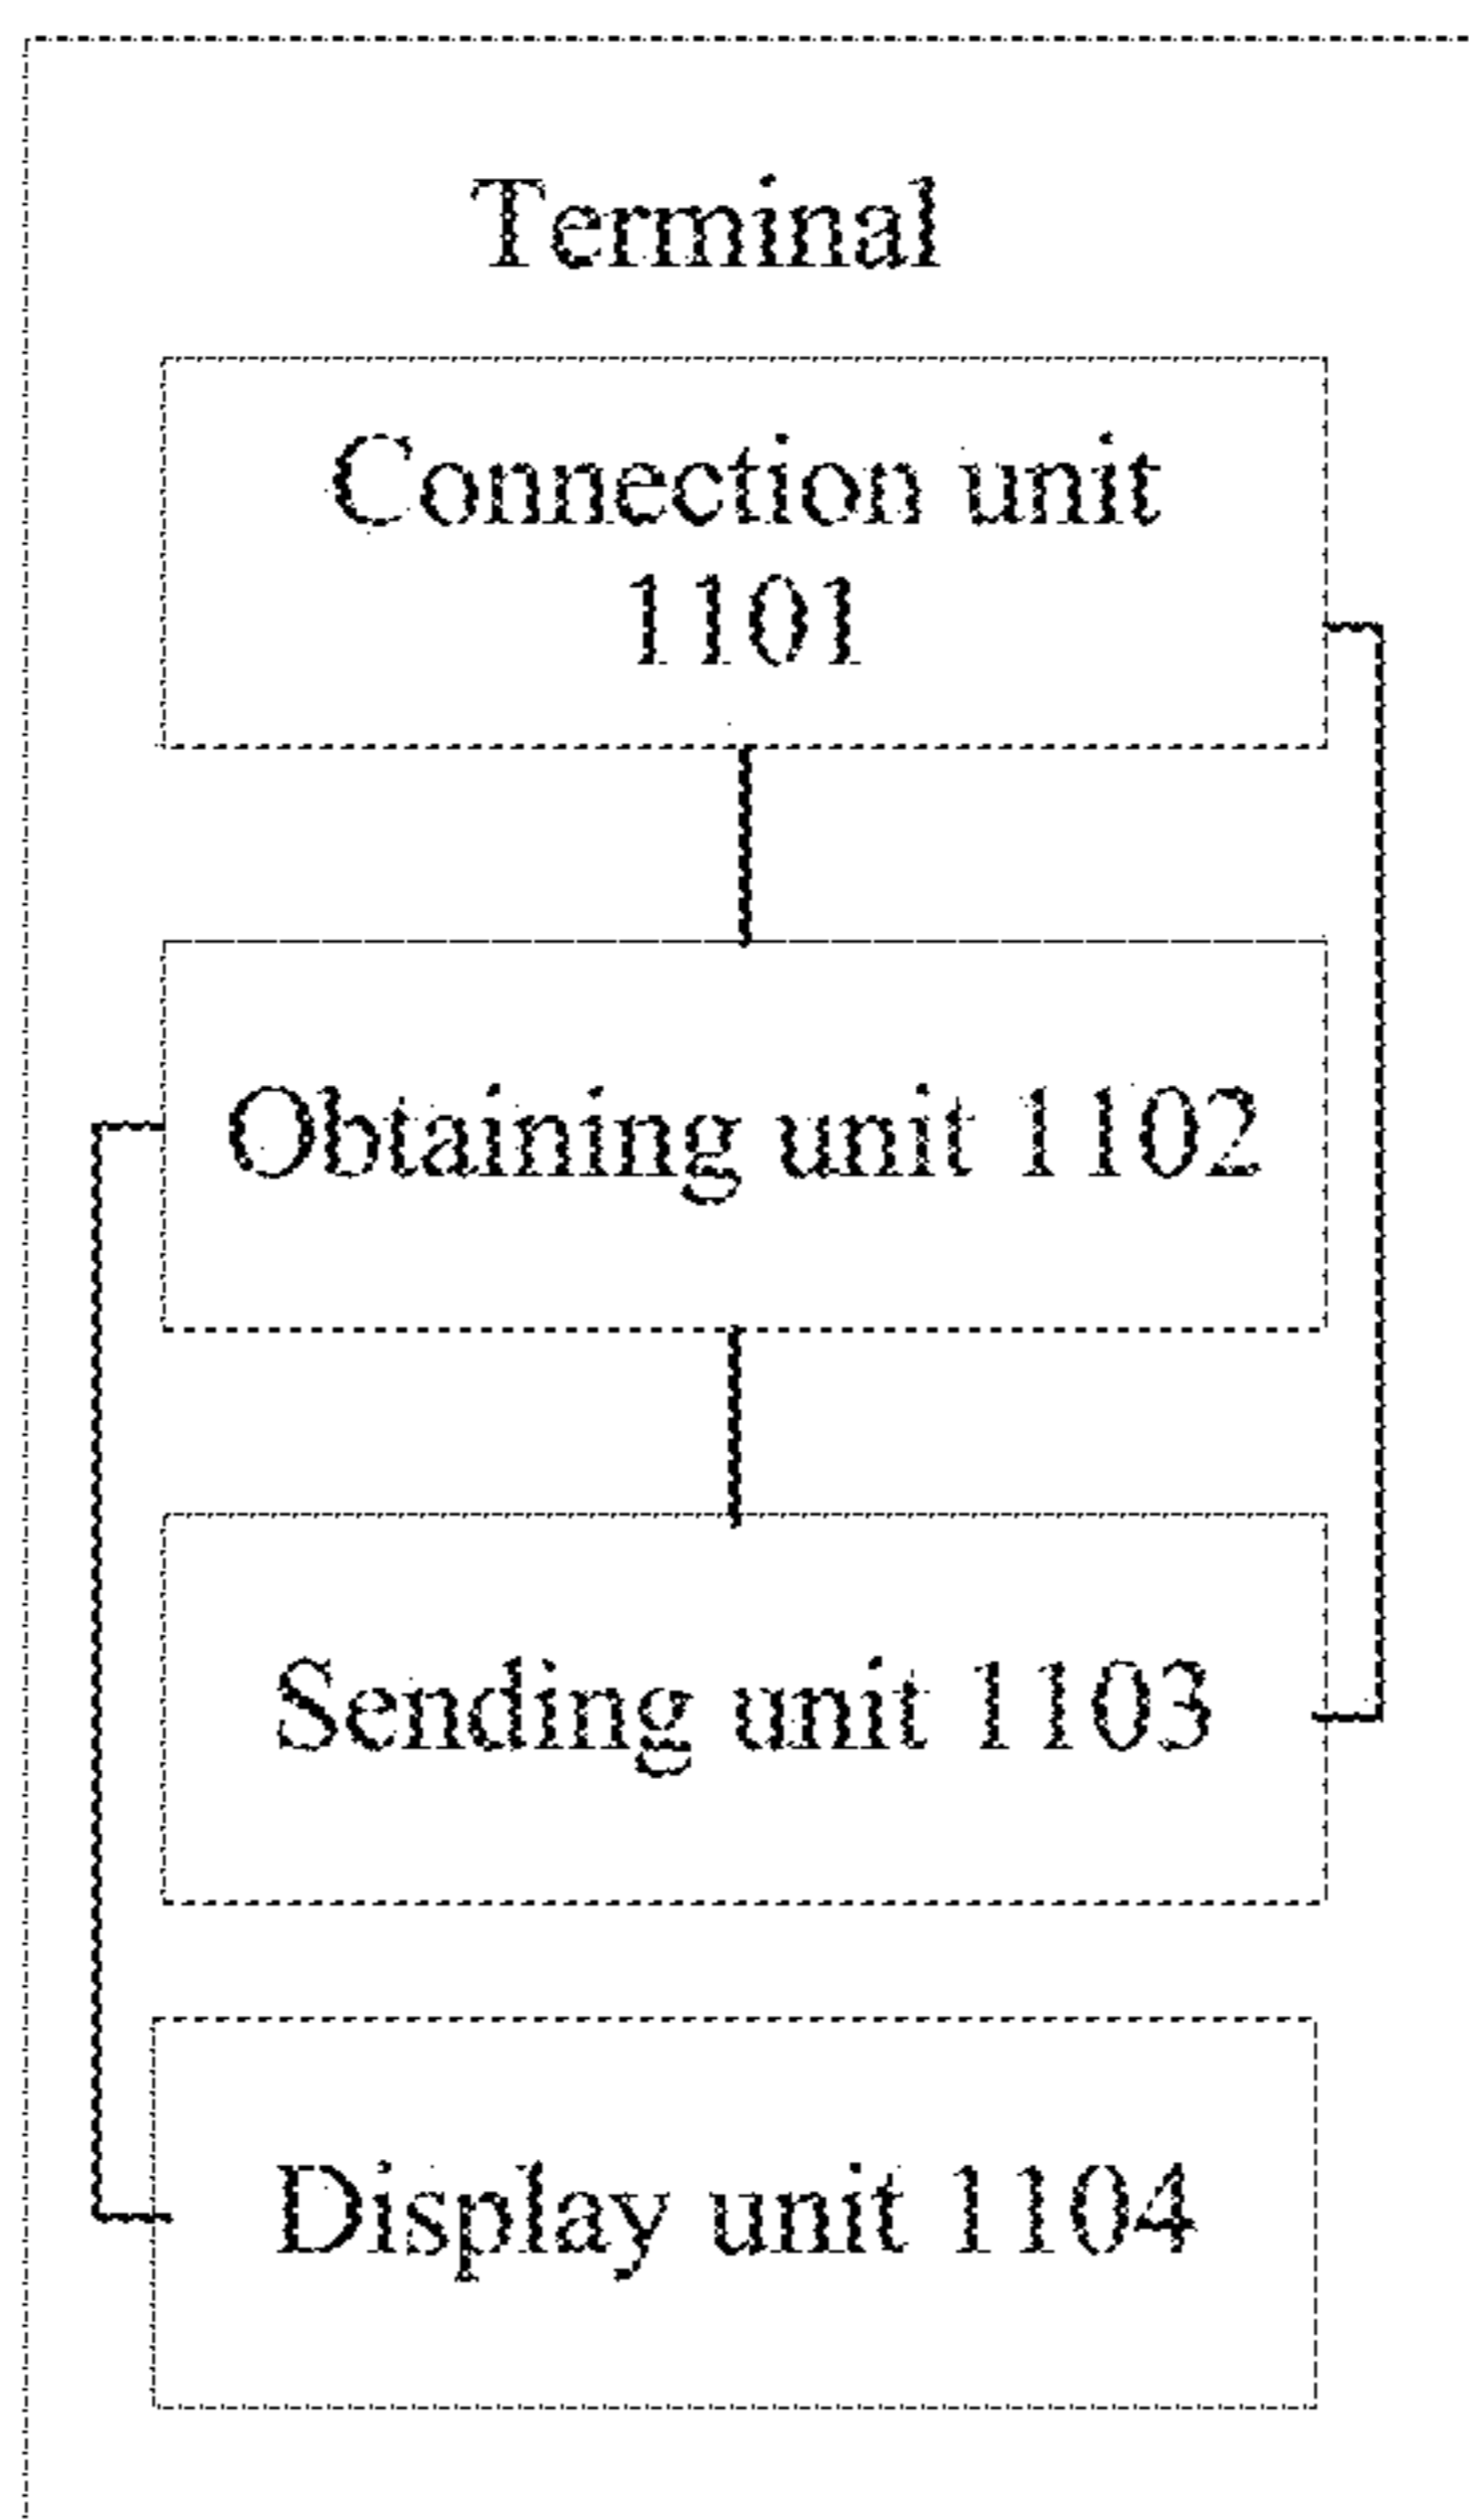 Terminal
Connection unit
1101
Obtaining unit 1102
Sending unit 1103
Display unit 1104